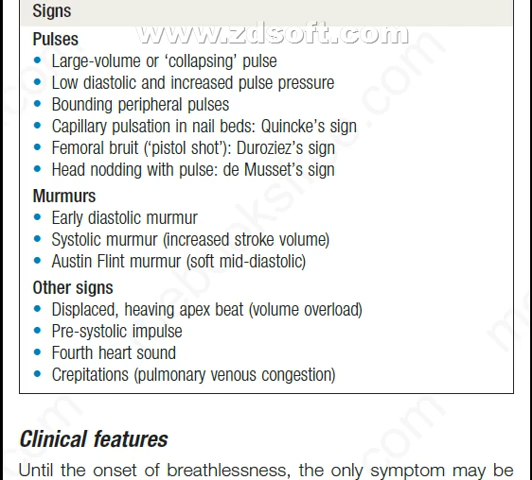 Signs
www.zdsoft.com
Pulses
• Large-volume or ‘collapsing’ pulse
• Low diastolic and increased pulse pressure
• Bounding peripheral pulses
• Capillary pulsation in nail beds: Quincke’s sign
• Femoral bruit (‘pistol shot’): Duroziez’s sign
• Head nodding with pulse: de Musset’s sign
Murmurs
• Early diastolic murmur
• Systolic murmur (increased stroke volume)
• Austin Flint murmur (soft mid-diastolic)
Other signs
• Displaced, heaving apex beat (volume overload)
• Pre-systolic impulse
• Fourth heart sound
• Crepitations (pulmonary venous congestion)
Clinical features
Until the onset of breathlessness, the only symptom may be